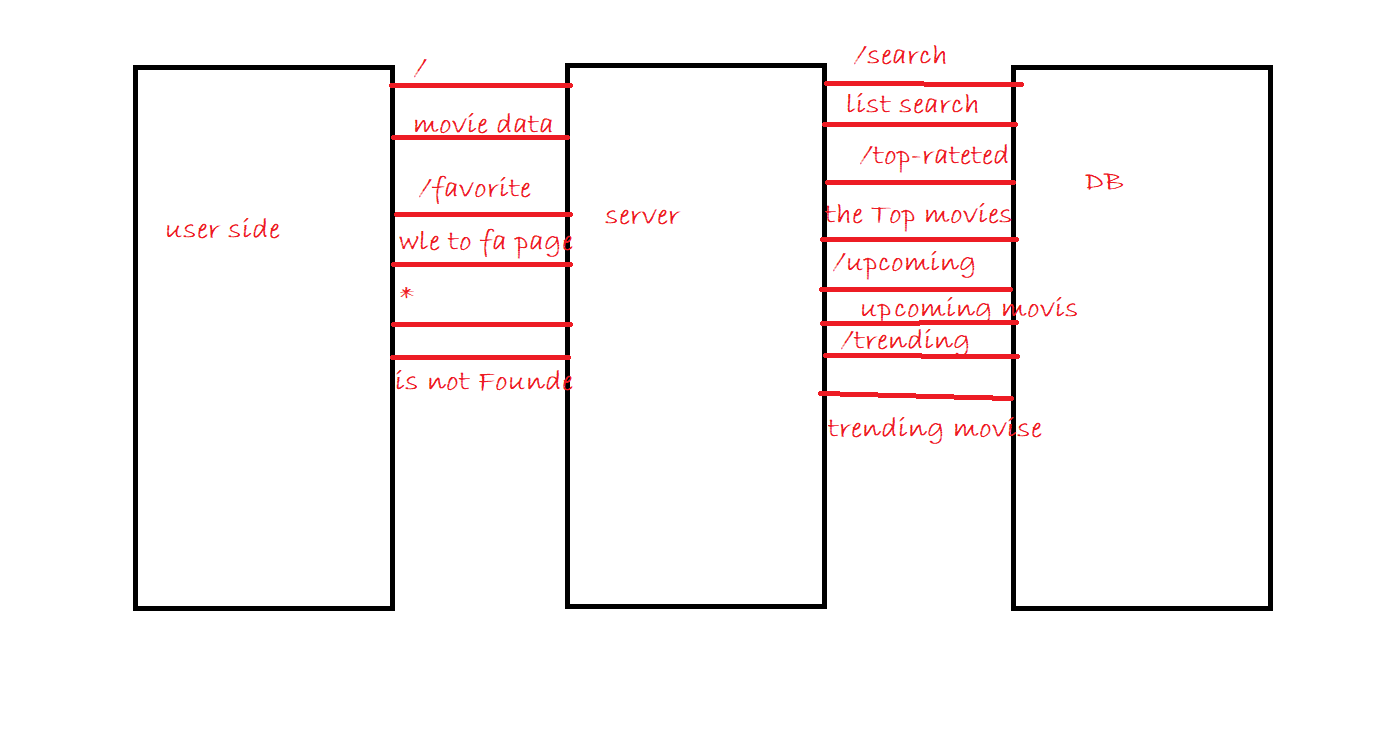 user side
/
movie data
/favorite
wle to fa page
*
is not Founde
server
/search
list search
/top-rateted
the Top movies
/upcoming
upcoming movis
/trending
trending movise
DB